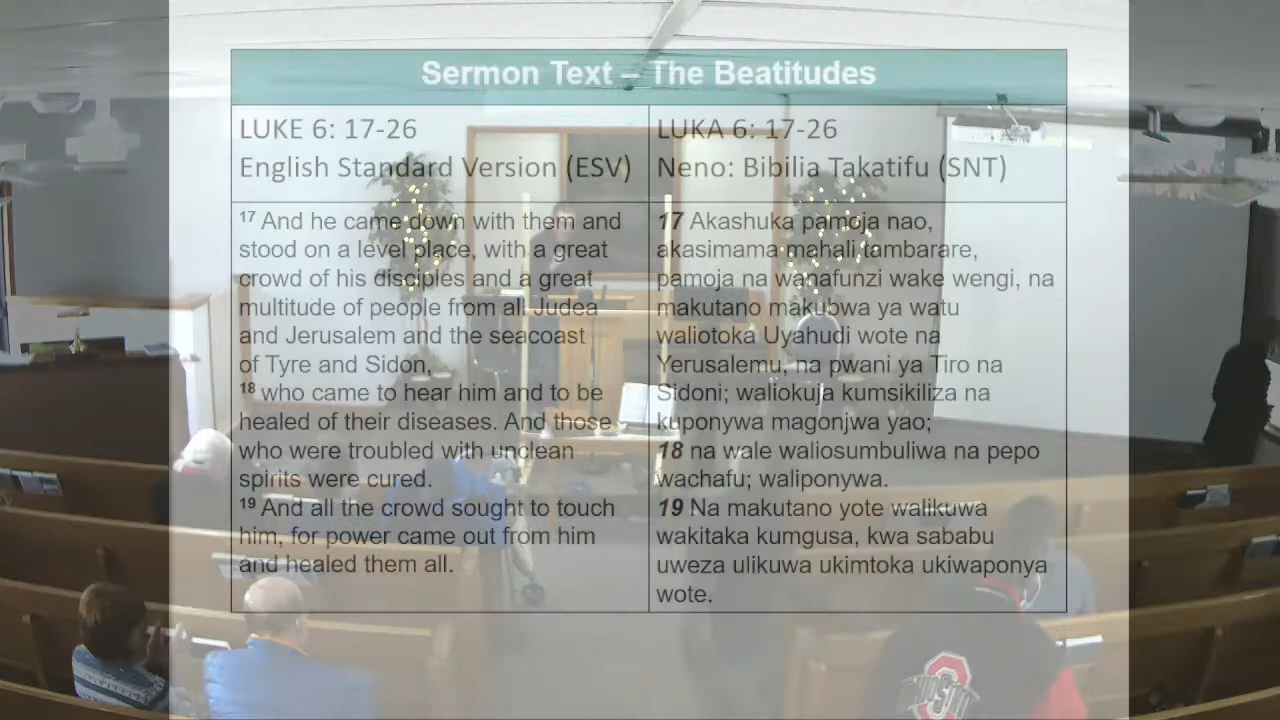 Sermon Text – The Beatitudes
LUKE 6: 17-26
English Standard Version (ESV)
17 And he came down with them and
stood on a level place, with a great
crowd of his disciples and a great
multitude of people from all Judea
and Jerusalem and the seacoast
of Tyre and Sidon,
18 who came to hear him and to be
healed of their diseases. And those
who were troubled with unclean
spirits were cured.
19 And all the crowd sought to touch
him, for power came out from him
and healed them all.
LUKA 6: 17-26
Neno: Bibilia Takatifu (SNT)
17 Akashuka pamoja nao,
akasimama mahali tambarare,
pamoja na wanafunzi wake wengi, na
makutano makubwa ya watu
waliotoka Uyahudi wote na
Yerusalemu, na pwani ya Tiro na
Sidoni; waliokuja kumsikiliza na
kuponywa magonjwa yao;
18 na wale waliosumbuliwa na pepo
wachafu; waliponywa.
19 Na makutano yote walikuwa
wakitaka kumgusa, kwa sababu
uweza ulikuwa ukimtoka ukiwaponya
wote.